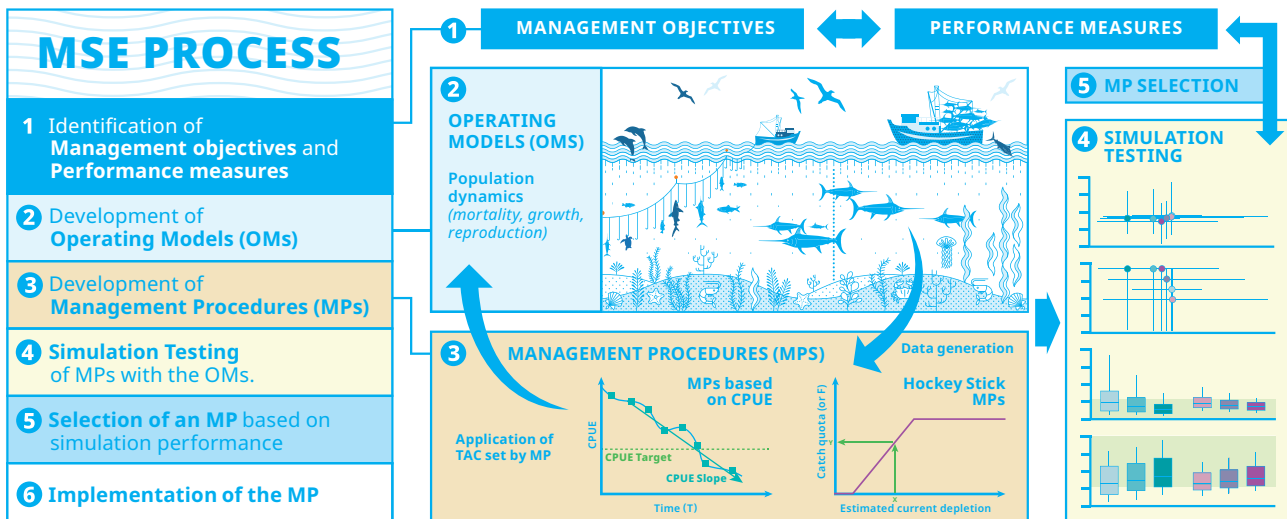 MSE PROCESS
1 Identification of
Management objectives and
Performance measures
2 Development of
Operating Models (OMs)
3 Development of
Management Procedures (MPs)
4 Simulation Testing
of MPs with the OMs.
5 Selection of an MP based on
simulation performance
6 Implementation of the MP
1 MANAGEMENT OBJECTIVES
PERFORMANCE MEASURES
2
OPERATING
MODELS (OMS)
Population
dynamics
(mortality, growth,
reproduction)
3 MANAGEMENT PROCEDURES (MPS)
Data generation
Application of
TAC set by MP
MPs based
on CPUE
CPUE
CPUE Target
CPUE Slope
Time (T)
Hockey Stick
MPs
Catch quota (or F)
Y
X
Estimated current depletion
5 MP SELECTION
4 SIMULATION
TESTING